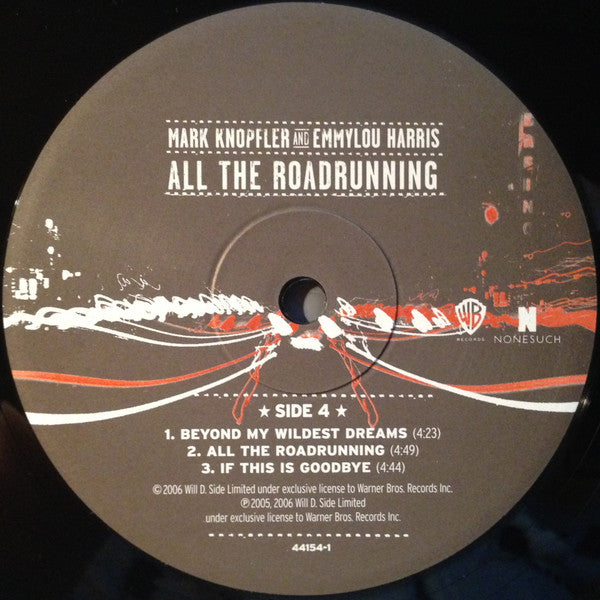 MARK KNOPFLER AND EMMYLOU HARRIS
ALL THE ROADRUNNING
WB
RECORDS
N
NONESUCH
★ SIDE 4 ★
1. BEYOND MY WILDEST DREAMS (4:23)
2. ALL THE ROADRUNNING (4:49)
3. IF THIS IS GOODBYE (4:44)
© 2006 Will D. Side Limited under exclusive license to Warner Bros. Records Inc.
℗ 2005, 2006 Will D. Side Limited
under exclusive license to Warner Bros. Records Inc.
44154-1